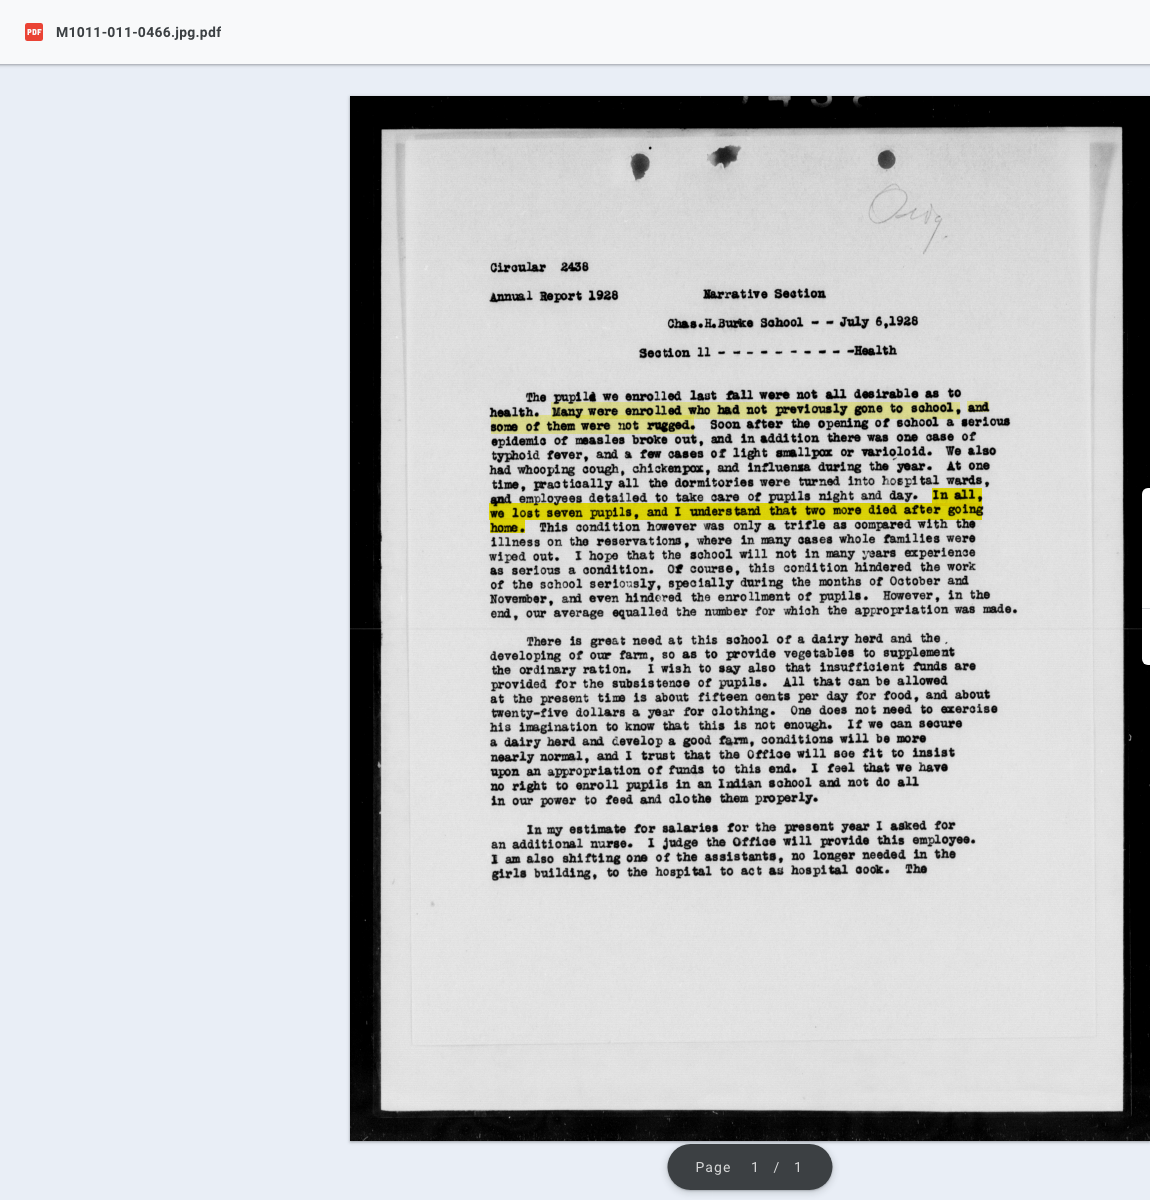 PDF M1011-011-0466.jpg.pdf
Orig.
Circular 2438
Annual Report 1928 Narrative Section
Chas.H.Burke School - - July 6,1928
Section 11 - - - - - - - - - -Health
The pupils we enrolled last fall were not all desirable as to
health. Many were enrolled who had not previously gone to school, and
some of them were not rugged. Soon after the opening of school a serious
epidemic of measles broke out, and in addition there was one case of
typhoid fever, and a few cases of light smallpox or varioloid. We also
had whooping cough, chickenpox, and influensa during the year. At one
time, practically all the dormitories were turned into hospital wards,
and employees detailed to take care of pupils night and day. In all,
we lost seven pupils, and I understand that two more died after going
home. This condition however was only a trifle as compared with the
illness on the reservations, where in many cases whole families were
wiped out. I hope that the school will not in many years experience
as serious a condition. Of course, this condition hindered the work
of the school seriously, specially during the months of October and
November, and even hindered the enrollment of pupils. However, in the
end, our average equalled the number for which the appropriation was made.
There is great need at this school of a dairy herd and the
developing of our farm, so as to provide vegetables to supplement
the ordinary ration. I wish to say also that insufficient funds are
provided for the subsistence of pupils. All that can be allowed
at the present time is about fifteen cents per day for food, and about
twenty-five dollars a year for clothing. One does not need to exercise
his imagination to know that this is not enough. If we can secure
a dairy herd and develop a good farm, conditions will be more
nearly normal, and I trust that the Office will see fit to insist
upon an appropriation of funds to this end. I feel that we have
no right to enroll pupils in an Indian school and not do all
in our power to feed and clothe them properly.
In my estimate for salaries for the present year I asked for
an additional nurse. I judge the Office will provide this employee.
I am also shifting one of the assistants, no longer needed in the
girls building, to the hospital to act as hospital cook. The
Page 1 / 1